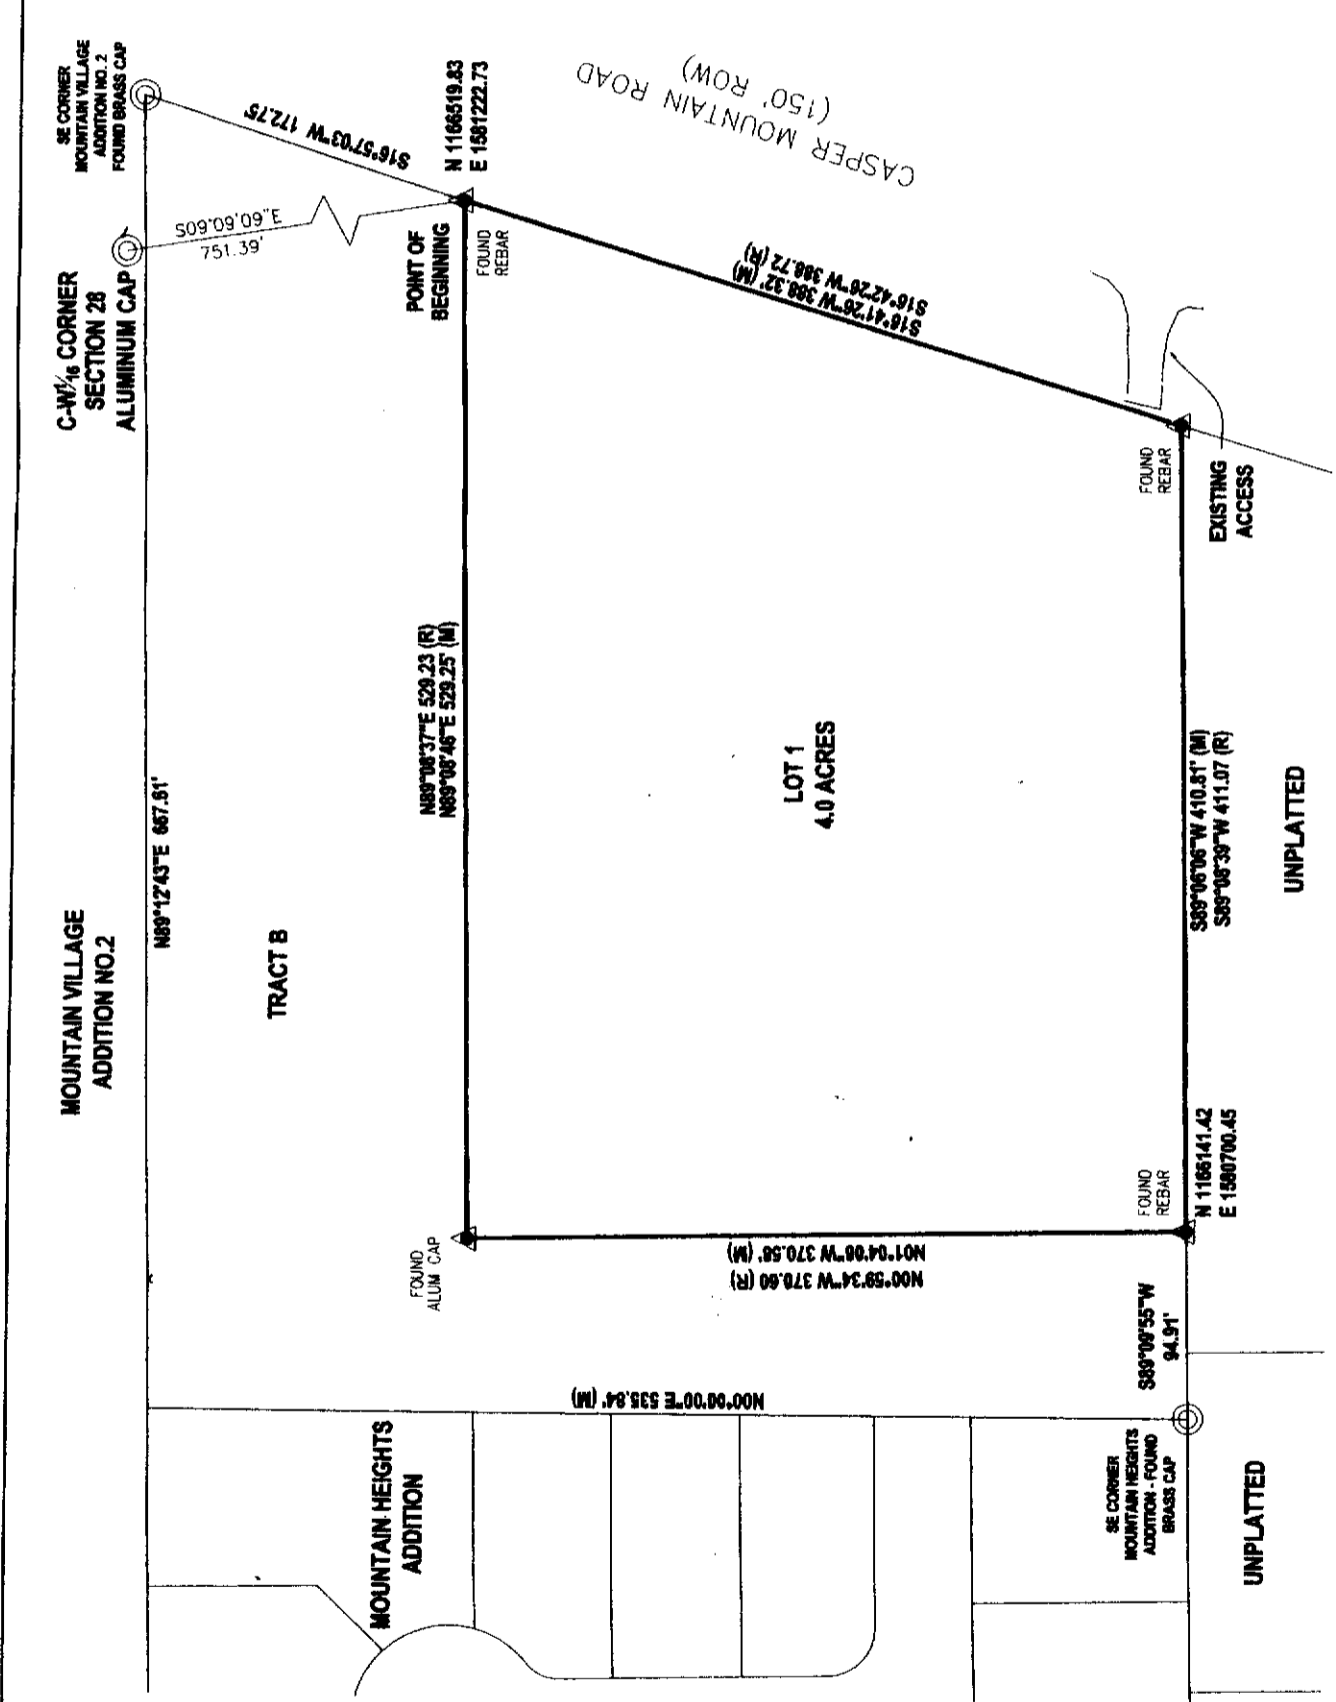 MOUNTAIN VILLAGE
ADDITION NO.2
N89°12'43"E 667.61'
C-W1/16 CORNER
SECTION 28
ALUMINUM CAP
SE CORNER
MOUNTAIN VILLAGE
ADDITION NO. 2
FOUND BRASS CAP
S09°09'09"E
751.39'
S16°57'03"W 172.75'
TRACT B
POINT OF
BEGINNING
FOUND
REBAR
N 1166519.83
E 1581222.73
CASPER MOUNTAIN ROAD
(150' ROW)
FOUND
ALUM CAP
N89°08'37"E 529.23 (R)
N89°08'46"E 529.25' (M)
S16°41'26"W 388.32' (M)
S16°42'26"W 388.72 (R)
LOT 1
4.0 ACRES
N01°04'06"W 370.58' (M)
N00°59'34"W 370.60 (R)
MOUNTAIN HEIGHTS
ADDITION
N00°00'00"E 535.84' (M)
FOUND
REBAR
FOUND
REBAR
EXISTING
ACCESS
S89°06'06"W 410.81' (M)
S89°08'39"W 411.07 (R)
N 1166141.42
E 1580700.45
S89°09'55"W
94.91'
SE CORNER
MOUNTAIN HEIGHTS
ADDITION - FOUND
BRASS CAP
UNPLATTED
UNPLATTED